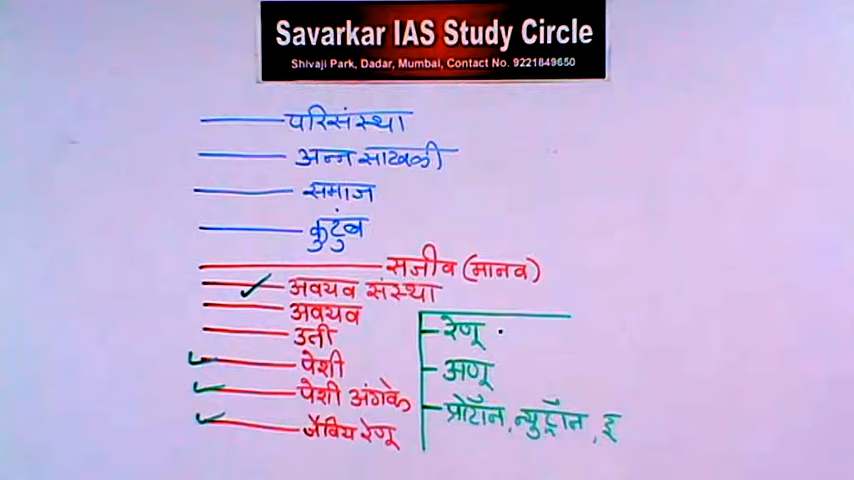 Savarkar IAS Study Circle
Shivaji Park, Dadar, Mumbai, Contact No. 9221849650
परिसंस्था
अन्न साखळी
समाज
कुटुंब
सजीव (मानव)
अवयव संस्था
अवयव
उती
पेशी
पेशी अंगके
जैविय रेणू
रेणू
अणू
प्रोटॉन, न्युट्रॉन, इ